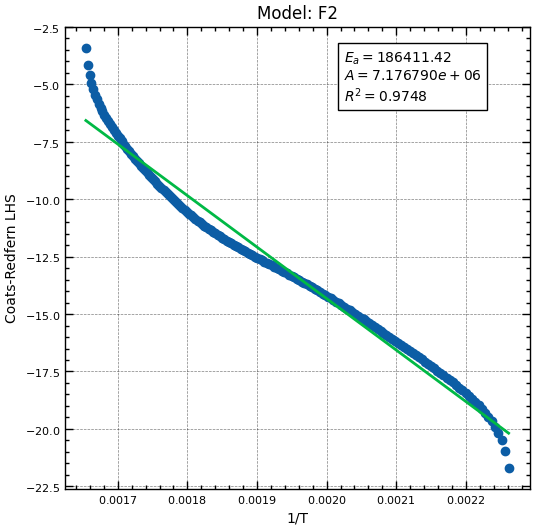 Model: F2
−2.5
−5.0
−7.5
−10.0
−12.5
−15.0
−17.5
−20.0
−22.5
Coats-Redfern LHS
E_a = 186411.42
A = 7.176790e + 06
R² = 0.9748
0.0017 0.0018 0.0019 0.0020 0.0021 0.0022
1/T